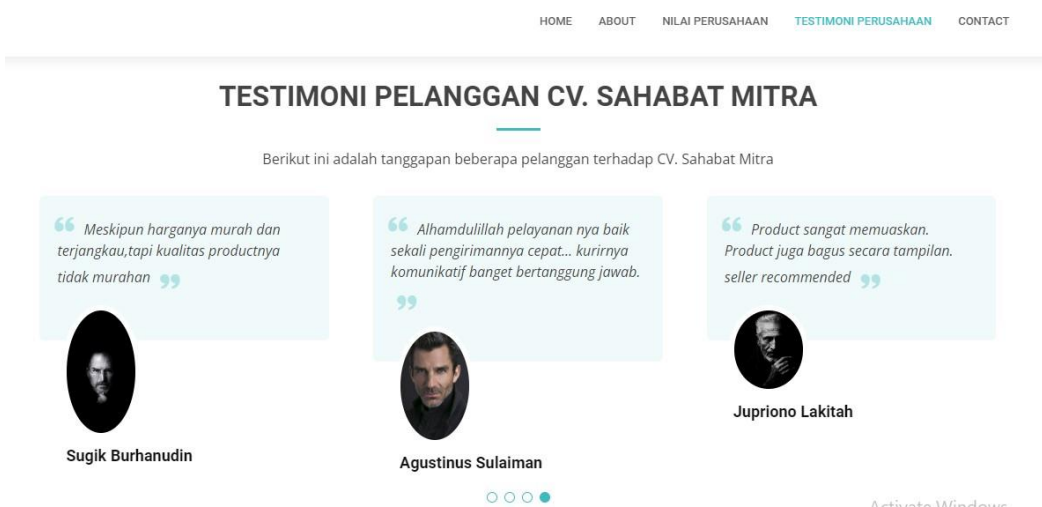 HOME ABOUT NILAI PERUSAHAAN TESTIMONI PERUSAHAAN CONTACT
TESTIMONI PELANGGAN CV. SAHABAT MITRA
Berikut ini adalah tanggapan beberapa pelanggan terhadap CV. Sahabat Mitra
“ Meskipun harganya murah dan
terjangkau,tapi kualitas productnya
tidak murahan ”
Sugik Burhanudin
“ Alhamdulillah pelayanan nya baik
sekali pengirimannya cepat... kurirnya
komunikatif banget bertanggung jawab.
”
Agustinus Sulaiman
“ Product sangat memuaskan.
Product juga bagus secara tampilan.
seller recommended ”
Jupriono Lakitah
Activate Windows